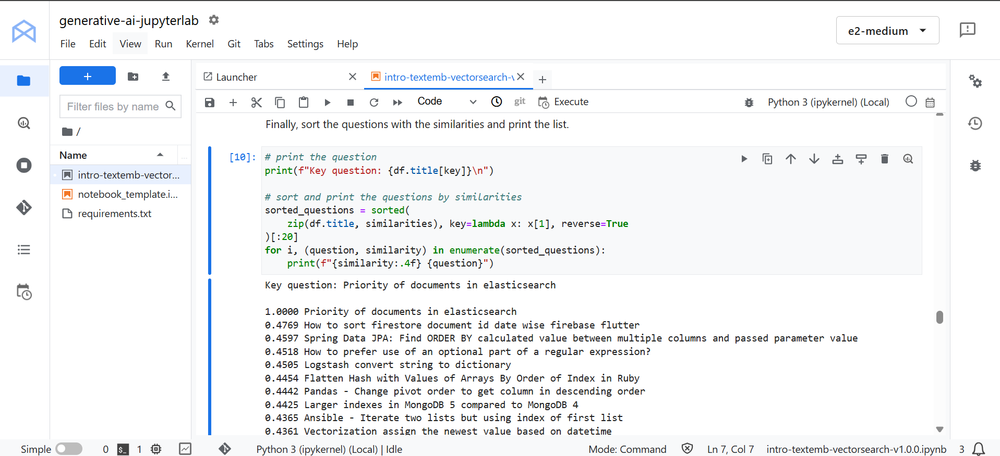 generative-ai-jupyterlab
File Edit View Run Kernel Git Tabs Settings Help
e2-medium
+
Filter files by name
/
Name
...
intro-textemb-vector...
notebook_template.i...
requirements.txt
Launcher
intro-textemb-vectorsearch-v
Code
git
Execute
Python 3 (ipykernel) (Local)
Finally, sort the questions with the similarities and print the list.
[10]:
# print the question
print(f"Key question: {df.title[key]}\n")
# sort and print the questions by similarities
sorted_questions = sorted(
    zip(df.title, similarities), key=lambda x: x[1], reverse=True
)[:20]
for i, (question, similarity) in enumerate(sorted_questions):
    print(f"{similarity:.4f} {question}")
Key question: Priority of documents in elasticsearch
1.0000 Priority of documents in elasticsearch
0.4769 How to sort firestore document id date wise firebase flutter
0.4597 Spring Data JPA: Find ORDER BY calculated value between multiple columns and passed parameter value
0.4518 How to prefer use of an optional part of a regular expression?
0.4505 Logstash convert string to dictionary
0.4454 Flatten Hash with Values of Arrays By Order of Index in Ruby
0.4442 Pandas - Change pivot order to get column in descending order
0.4425 Larger indexes in MongoDB 5 compared to MongoDB 4
0.4365 Ansible - Iterate two lists but using index of first list
0.4361 Vectorization assign the newest value based on datetime
Simple 0 $_ 1 Python 3 (ipykernel) (Local) | Idle Mode: Command Ln 7, Col 7 intro-textemb-vectorsearch-v1.0.0.ipynb 3